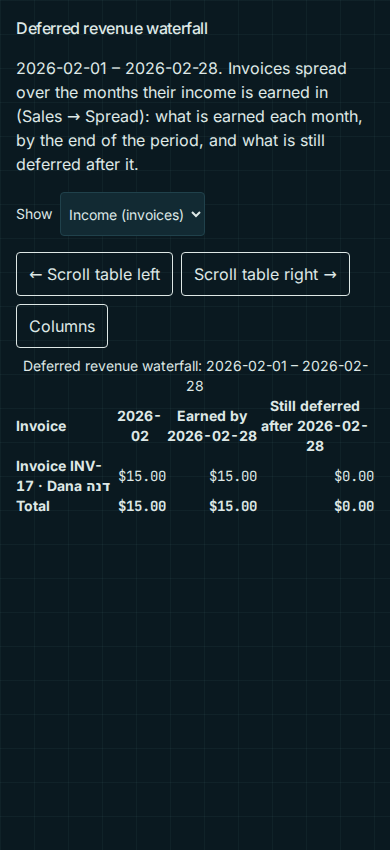 Deferred revenue waterfall
2026-02-01 – 2026-02-28. Invoices spread
over the months their income is earned in
(Sales → Spread): what is earned each month,
by the end of the period, and what is still
deferred after it.
Show Income (invoices)
← Scroll table left Scroll table right →
Columns
Deferred revenue waterfall: 2026-02-01 – 2026-02-
28
Invoice 2026-02 Earned by 2026-02-28 Still deferred after 2026-02-28
Invoice INV-17 · Dana דנה $15.00 $15.00 $0.00
Total $15.00 $15.00 $0.00